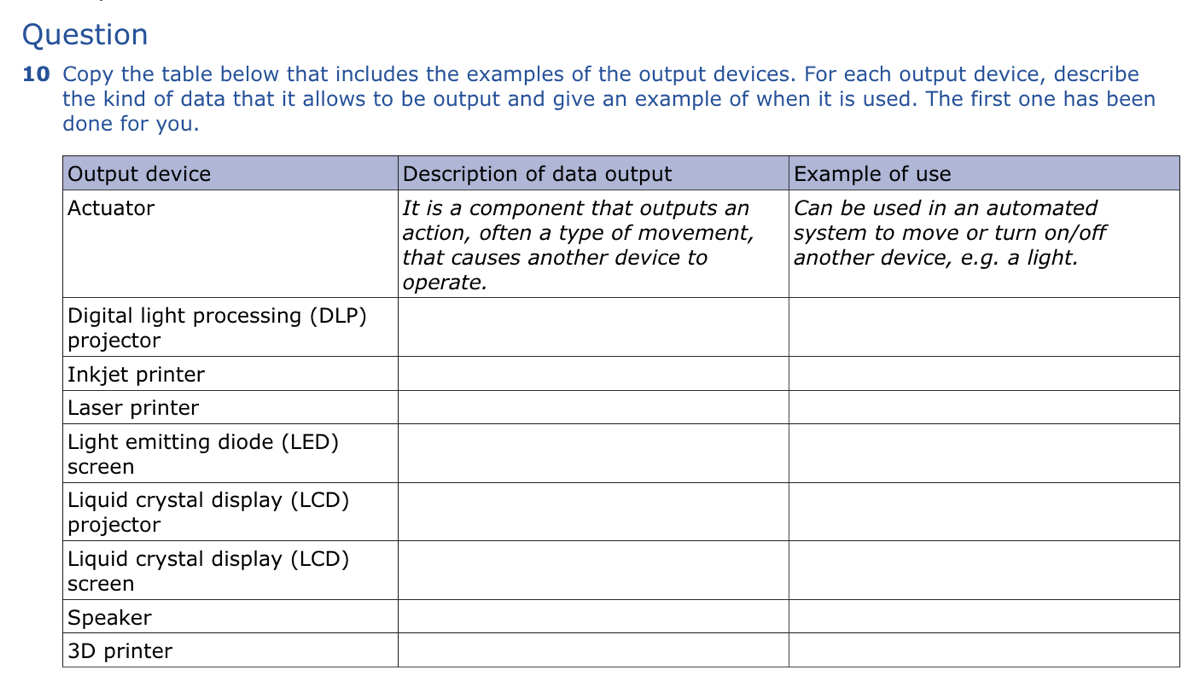 Question
10 Copy the table below that includes the examples of the output devices. For each output device, describe
the kind of data that it allows to be output and give an example of when it is used. The first one has been
done for you.
Output device Description of data output Example of use
Actuator It is a component that outputs an Can be used in an automated
action, often a type of movement, system to move or turn on/off
that causes another device to another device, e.g. a light.
operate.
Digital light processing (DLP)
projector
Inkjet printer
Laser printer
Light emitting diode (LED)
screen
Liquid crystal display (LCD)
projector
Liquid crystal display (LCD)
screen
Speaker
3D printer